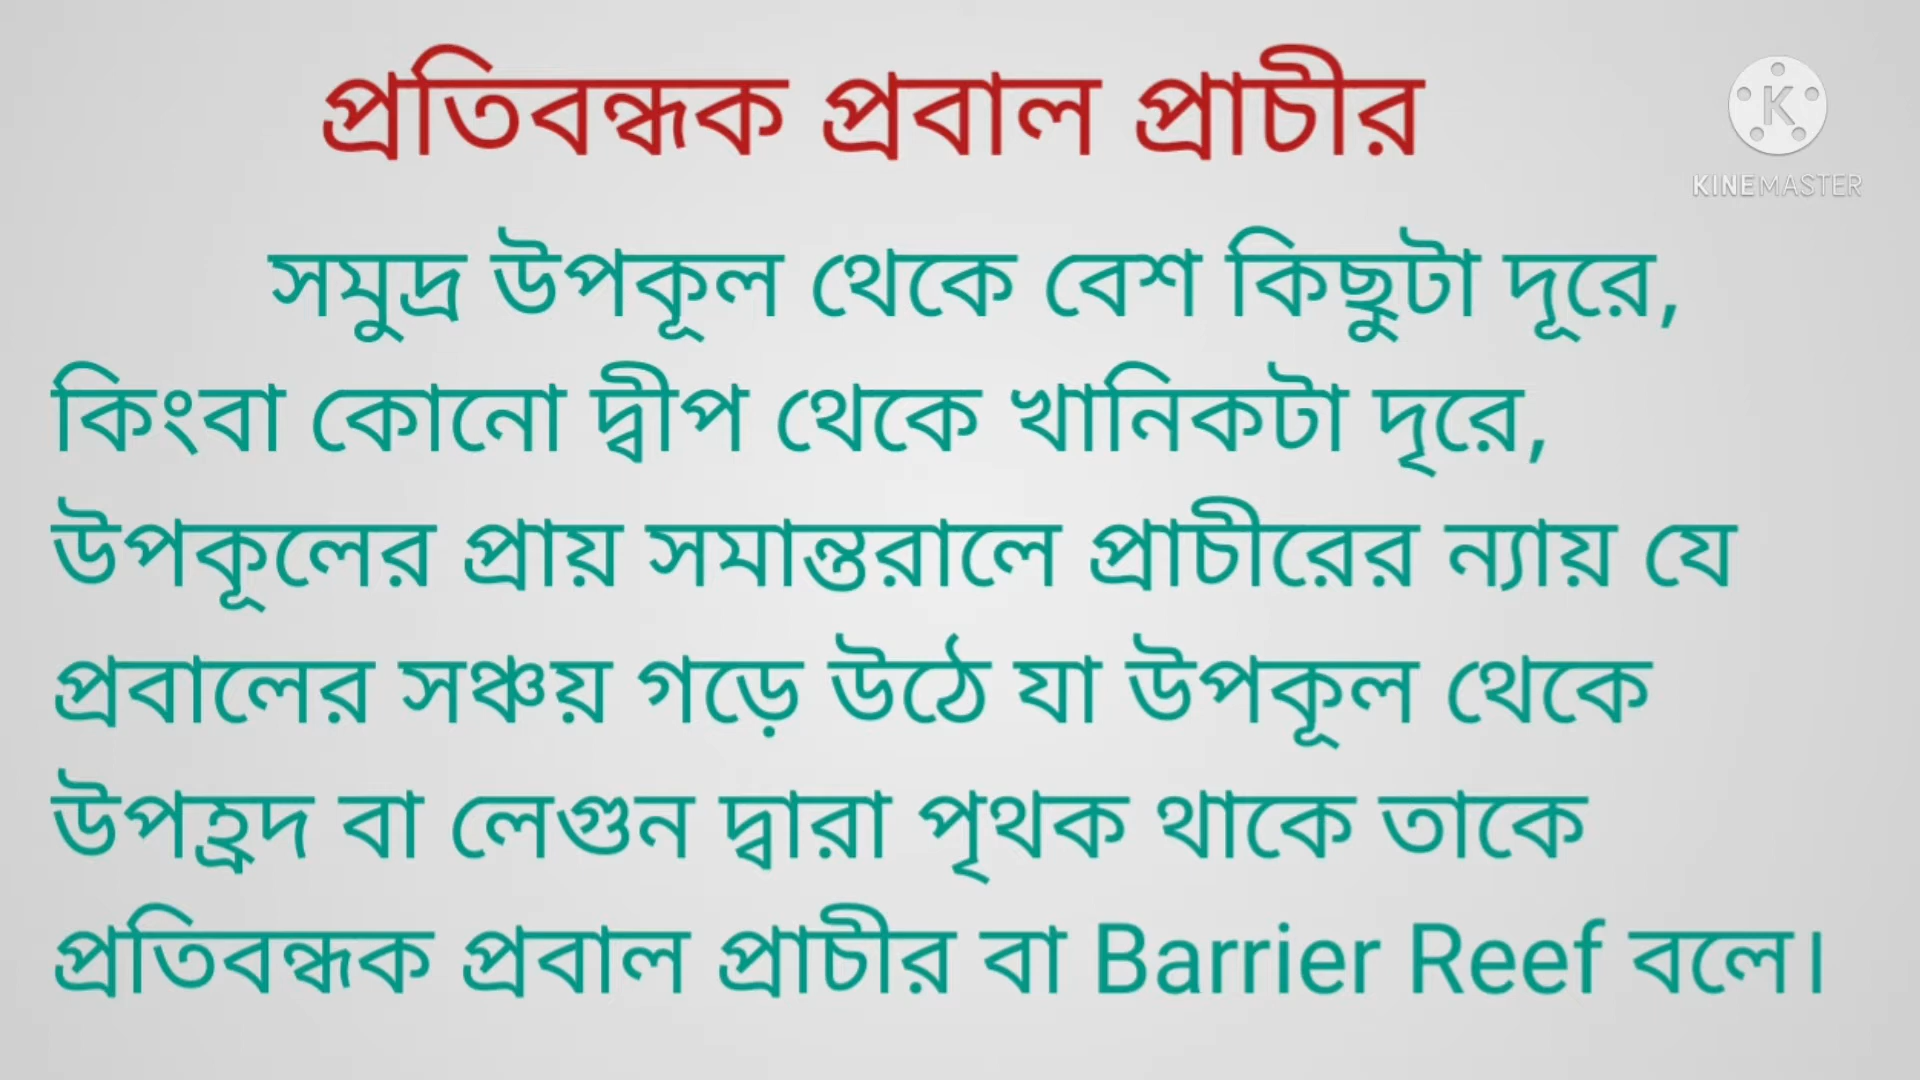 প্রতিবন্ধক প্রবাল প্রাচীর
KINEMASTER
সমুদ্র উপকূল থেকে বেশ কিছুটা দূরে,
কিংবা কোনো দ্বীপ থেকে খানিকটা দৃরে,
উপকূলের প্রায় সমান্তরালে প্রাচীরের ন্যায় যে
প্রবালের সঞ্চয় গড়ে উঠে যা উপকূল থেকে
উপহ্রদ বা লেগুন দ্বারা পৃথক থাকে তাকে
প্রতিবন্ধক প্রবাল প্রাচীর বা Barrier Reef বলে।